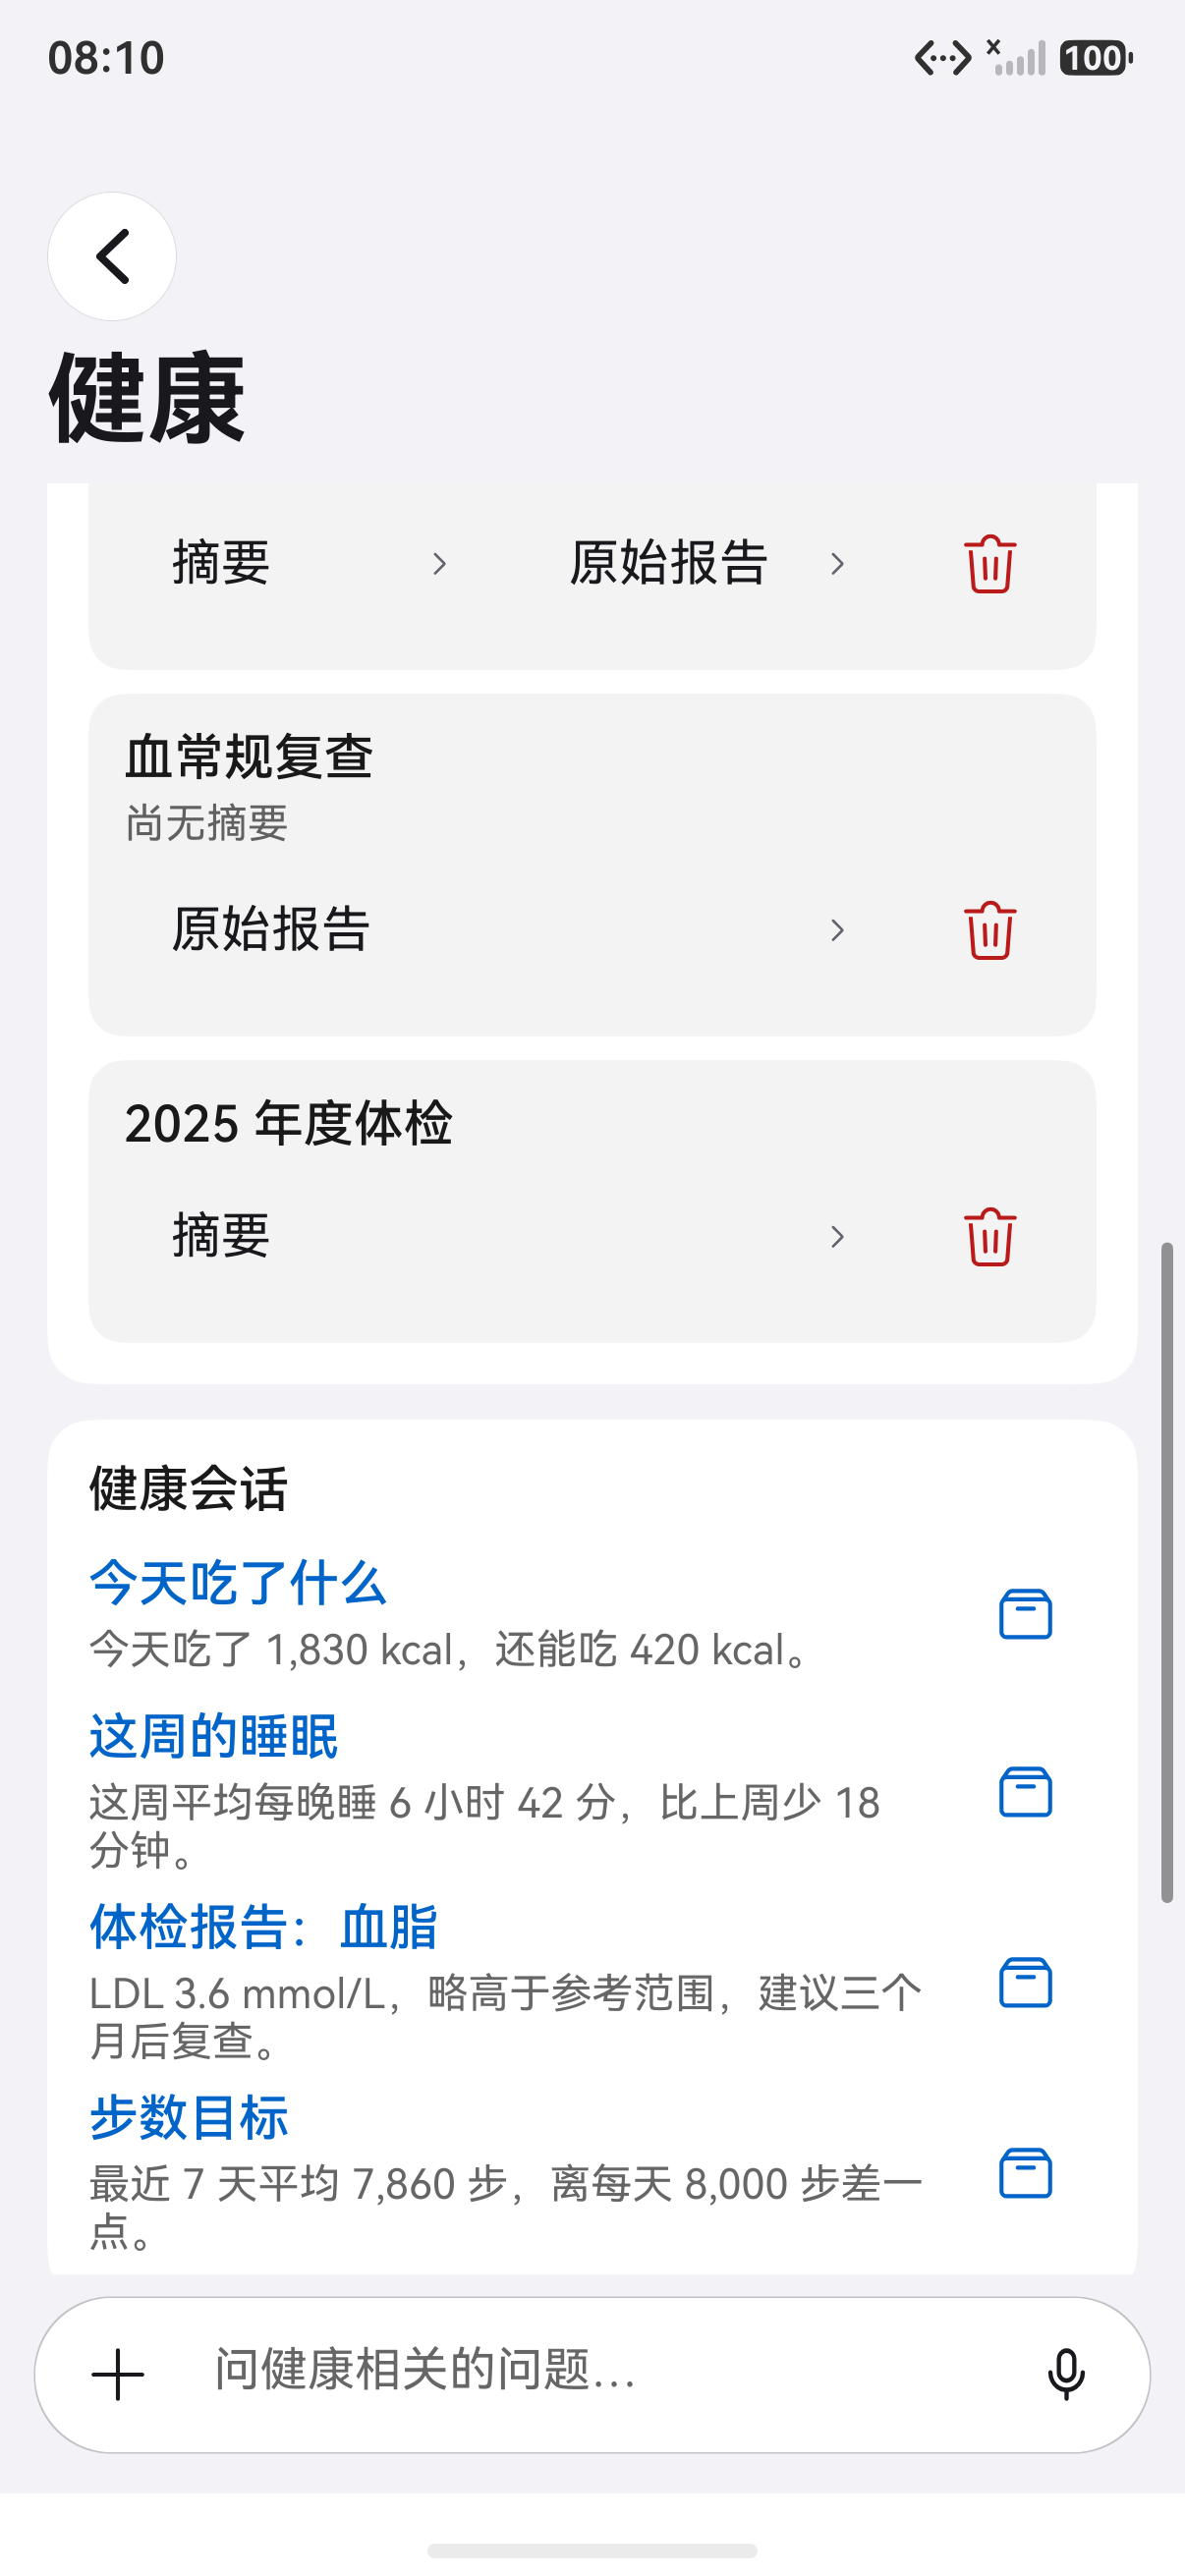 08:10
100
健康
摘要
原始报告
血常规复查
尚无摘要
原始报告
2025 年度体检
摘要
健康会话
今天吃了什么
今天吃了 1,830 kcal，还能吃 420 kcal。
这周的睡眠
这周平均每晚睡 6 小时 42 分，比上周少 18
分钟。
体检报告：血脂
LDL 3.6 mmol/L，略高于参考范围，建议三个
月后复查。
步数目标
最近 7 天平均 7,860 步，离每天 8,000 步差一
点。
问健康相关的问题…